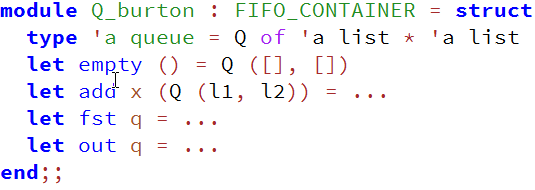 module Q_burton : FIFO_CONTAINER = struct
type 'a queue = Q of 'a list * 'a list
let empty () = Q ([], [])
let add x (Q (l1, l2)) = ...
let fst q = ...
let out q = ...
end;;